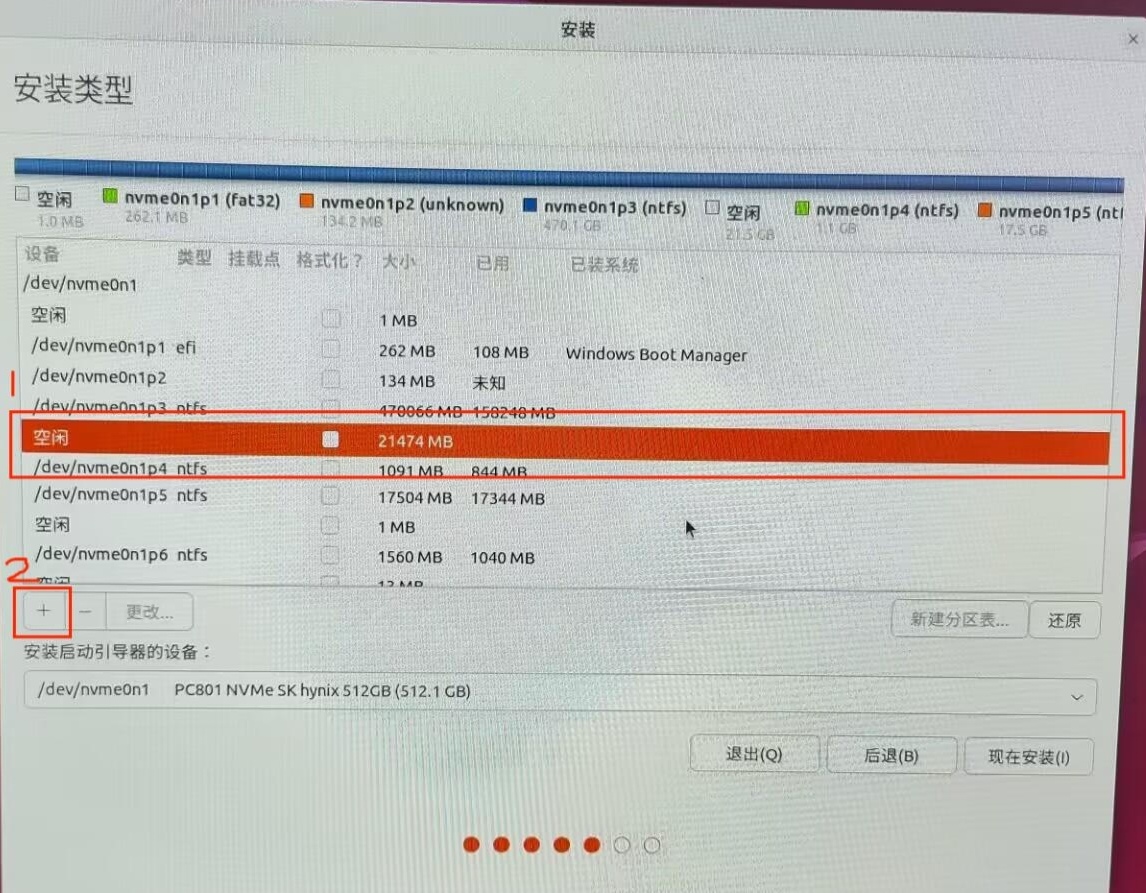 安装
安装类型
空闲 nvme0n1p1 (fat32) nvme0n1p2 (unknown) nvme0n1p3 (ntfs) 空闲 nvme0n1p4 (ntfs) nvme0n1p5 (ntf
1.0 MB 262.1 MB 134.2 MB 470.1 GB 21.5 GB 1.1 GB 17.5 GB
设备 类型 挂载点 格式化？ 大小 已用 已装系统
/dev/nvme0n1
空闲 1 MB
/dev/nvme0n1p1 efi 262 MB 108 MB Windows Boot Manager
/dev/nvme0n1p2 134 MB 未知
1
/dev/nvme0n1p3 ntfs 470066 MB 158248 MB
空闲 21474 MB
/dev/nvme0n1p4 ntfs 1091 MB 844 MB
/dev/nvme0n1p5 ntfs 17504 MB 17344 MB
空闲 1 MB
/dev/nvme0n1p6 ntfs 1560 MB 1040 MB
2
空闲 13 MB
+ − 更改... 新建分区表... 还原
安装启动引导器的设备：
/dev/nvme0n1 PC801 NVMe SK hynix 512GB (512.1 GB)
退出(Q) 后退(B) 现在安装(I)